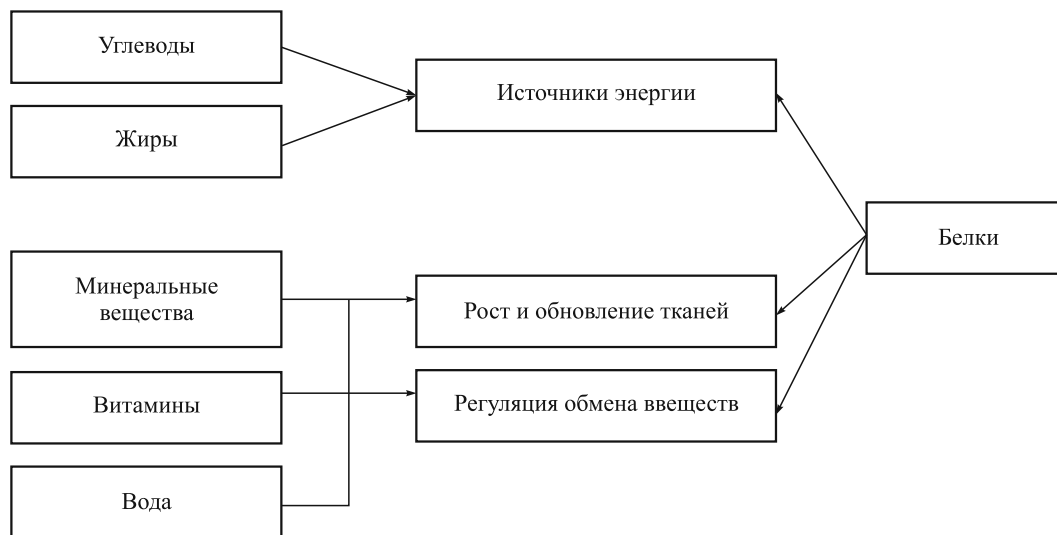 Углеводы
Жиры
Источники энергии
Белки
Минеральные
вещества
Рост и обновление тканей
Витамины
Регуляция обмена ввеществ
Вода